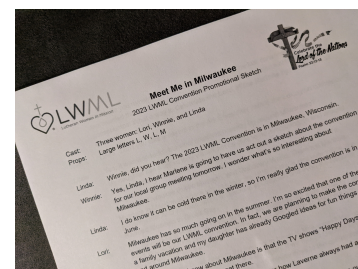 LWML
Lutheran Women in Mission
Celebrate the
Lord of the Nations
Meet Me in Milwaukee
2023 LWML Convention Promotional Sketch
Cast: Three women: Lori, Winnie, and Linda
Props: Large letters L, W, L, M
Linda: Winnie, did you hear? The 2023 LWML Convention is in Milwaukee, Wisconsin.
Winnie: Yes, Linda, I hear Marlene is going to have us act out a sketch about the convention
for our local group meeting tomorrow. I wonder what's so interesting about
Milwaukee.
Linda: I do know it can be cold there in the winter, so I'm really glad the convention is in
June.
Lori: Milwaukee has so much going on in the summer. I'm so excited that one of the
events will be our LWML convention. In fact, we are planning to make the
a family vacation and my daughter has already Googled ideas for fun things
around Milwaukee.
about Milwaukee is that the TV shows "Happy
there.
how Laverne always had a